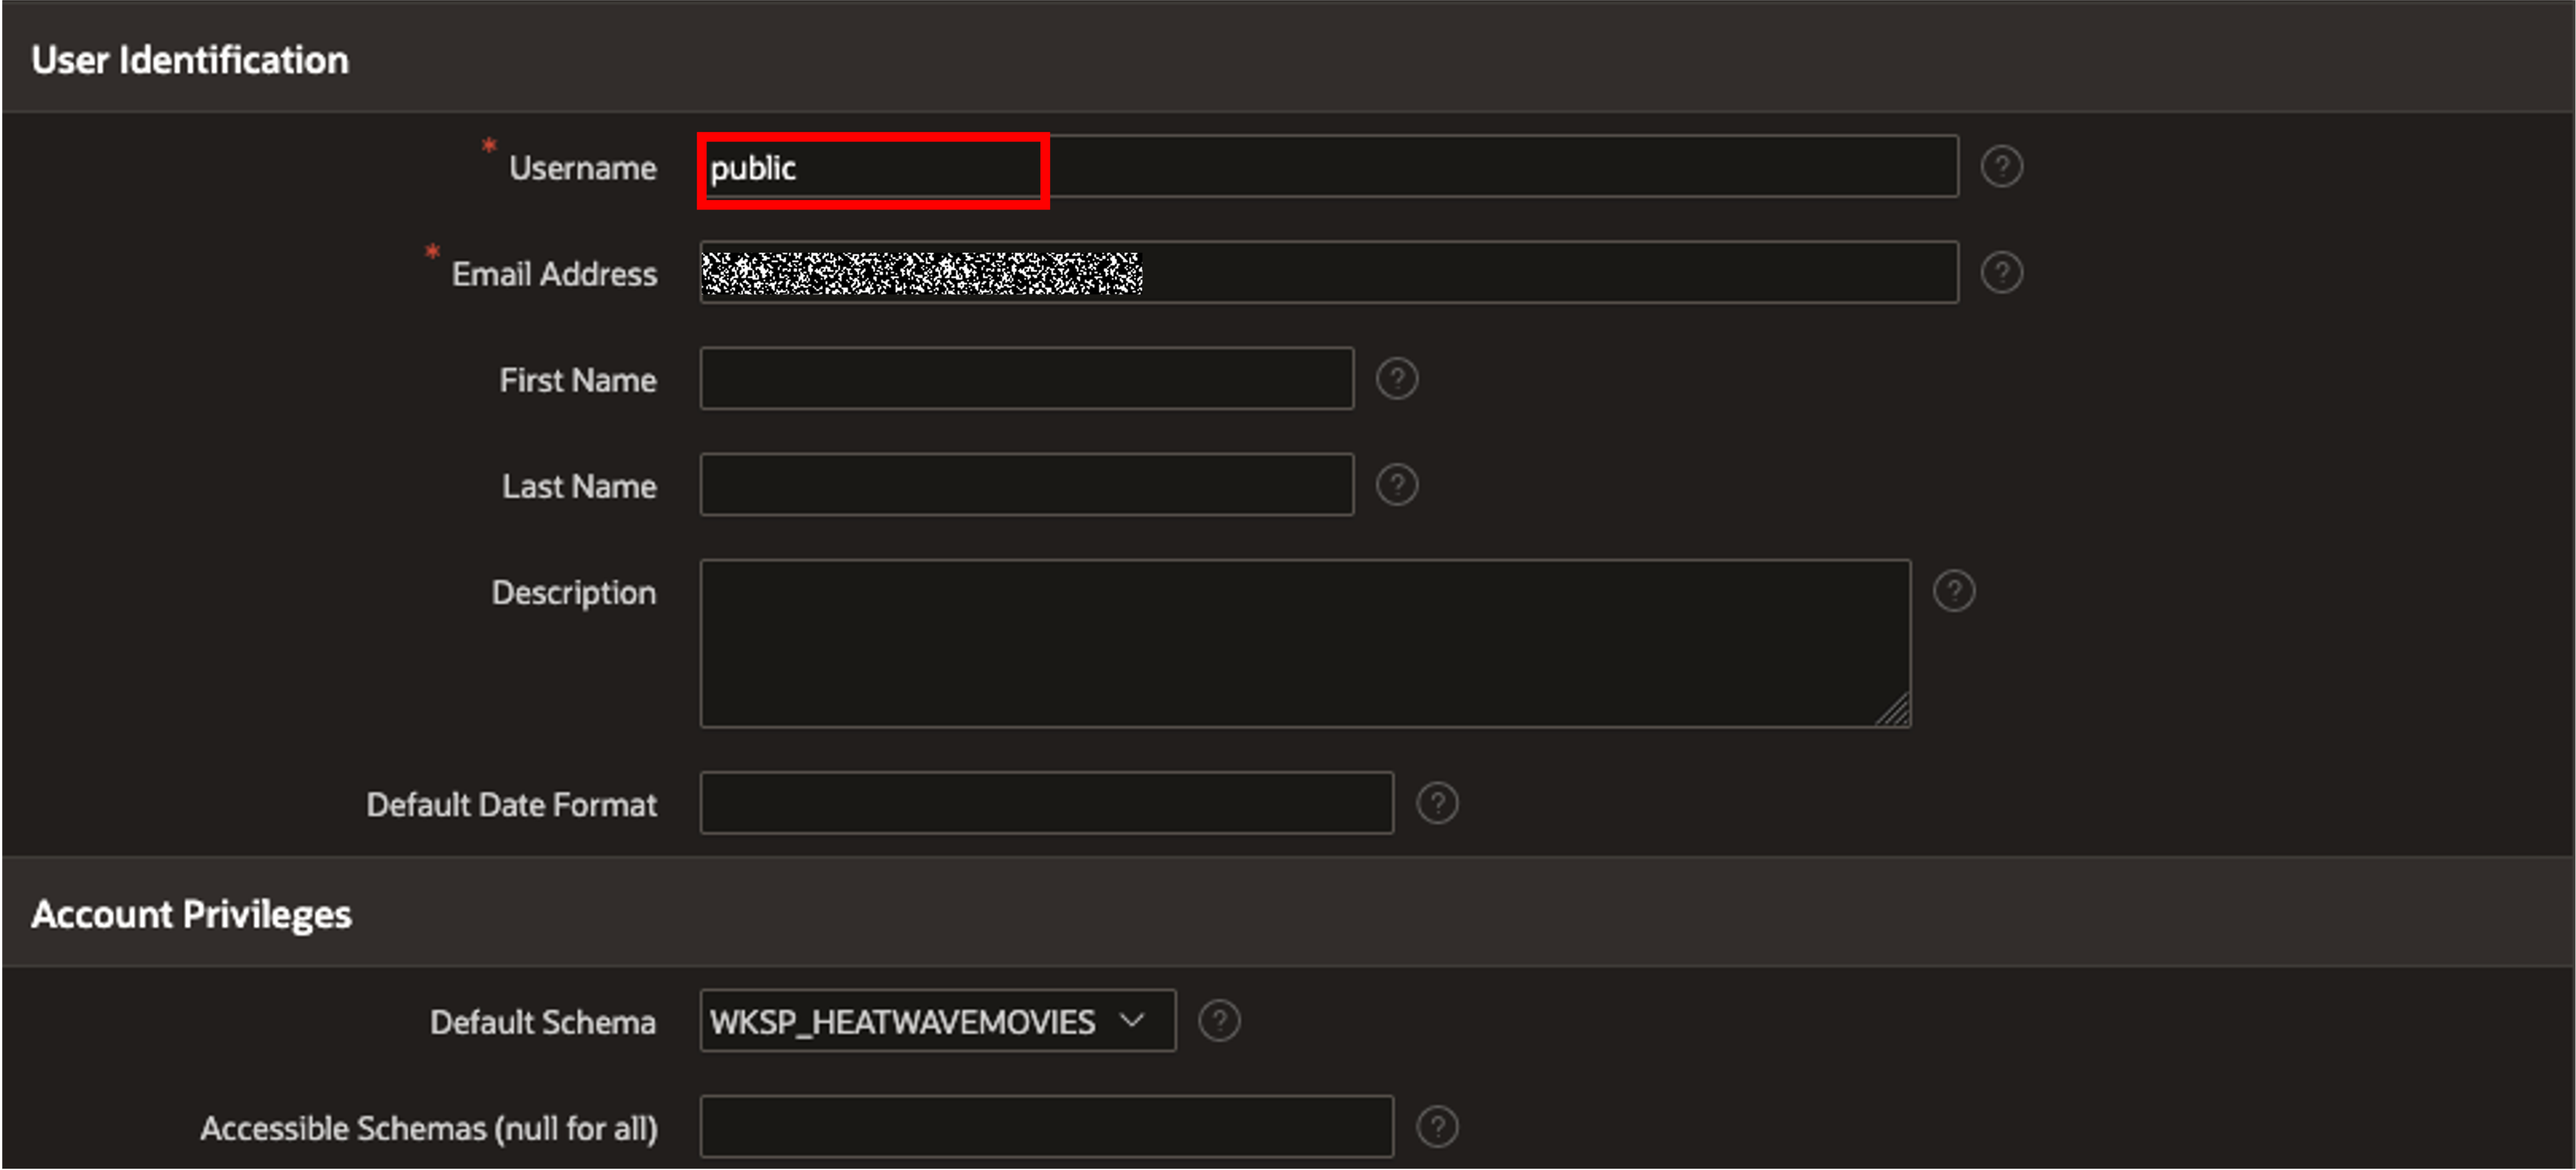 User Identification
* Username public ?
* Email Address ?
First Name ?
Last Name ?
Description ?
Default Date Format ?
Account Privileges
Default Schema WKSP_HEATWAVEMOVIES ?
Accessible Schemas (null for all) ?